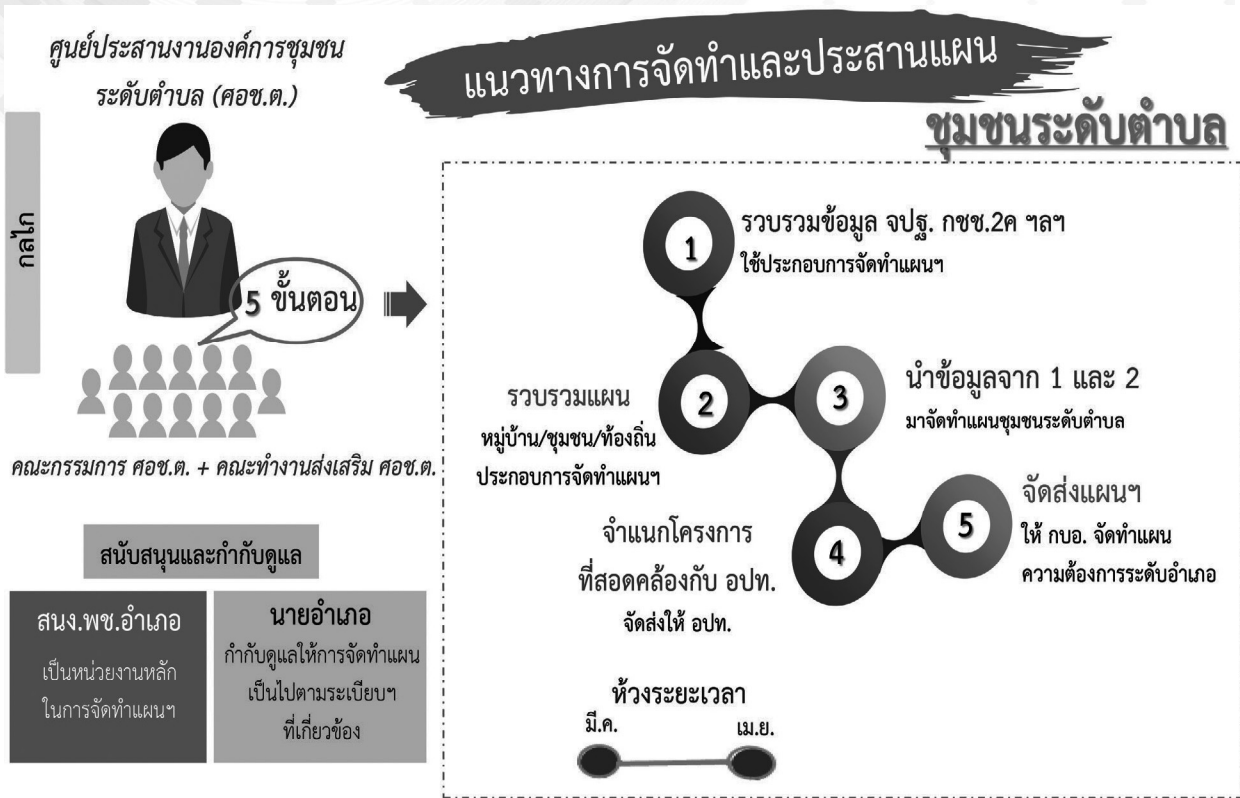 ศูนย์ประสานงานองค์การชุมชน
ระดับตำบล (ศอช.ต.)
แนวทางการจัดทำและประสานแผน
ชุมชนระดับตำบล
กลไก
5 ขั้นตอน
คณะกรรมการ ศอช.ต. + คณะทำงานส่งเสริม ศอช.ต.
สนับสนุนและกำกับดูแล
สนง.พช.อำเภอ
เป็นหน่วยงานหลัก
ในการจัดทำแผนฯ
นายอำเภอ
กำกับดูแลให้การจัดทำแผน
เป็นไปตามระเบียบฯ
ที่เกี่ยวข้อง
1
รวบรวมข้อมูล จปฐ. กชช.2ค ฯลฯ
ใช้ประกอบการจัดทำแผนฯ
2
รวบรวมแผน
หมู่บ้าน/ชุมชน/ท้องถิ่น
ประกอบการจัดทำแผนฯ
3
นำข้อมูลจาก 1 และ 2
มาจัดทำแผนชุมชนระดับตำบล
4
จำแนกโครงการ
ที่สอดคล้องกับ อปท.
จัดส่งให้ อปท.
5
จัดส่งแผนฯ
ให้ กบอ. จัดทำแผน
ความต้องการระดับอำเภอ
ห้วงระยะเวลา
มี.ค.
เม.ย.